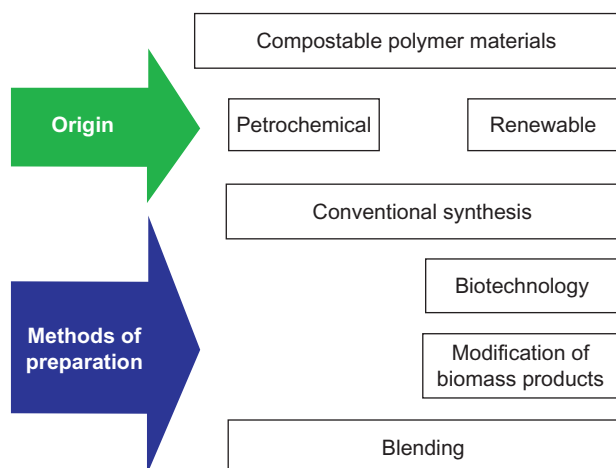 Compostable polymer materials
Origin
Petrochemical
Renewable
Conventional synthesis
Biotechnology
Methods of
preparation
Modification of
biomass products
Blending